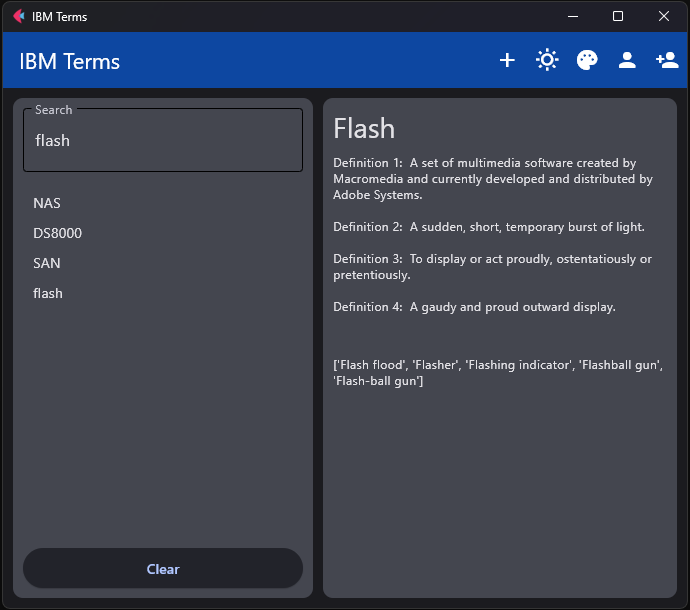 IBM Terms
IBM Terms
Search
flash
NAS
DS8000
SAN
flash
Clear
Flash
Definition 1:  A set of multimedia software created by
Macromedia and currently developed and distributed by
Adobe Systems.
Definition 2:  A sudden, short, temporary burst of light.
Definition 3:  To display or act proudly, ostentatiously or
pretentiously.
Definition 4:  A gaudy and proud outward display.
['Flash flood', 'Flasher', 'Flashing indicator', 'Flashball gun',
'Flash-ball gun']